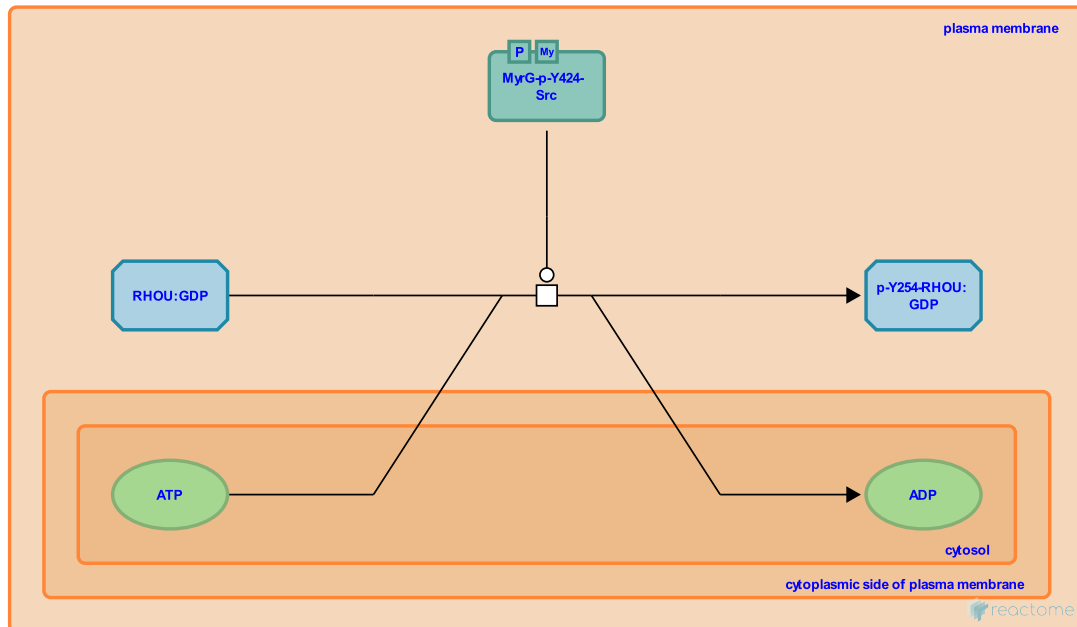 plasma membrane
P
My
MyrG-p-Y424-
Src
RHOU:GDP
p-Y254-RHOU:
GDP
ATP
ADP
cytosol
cytoplasmic side of plasma membrane
reactome